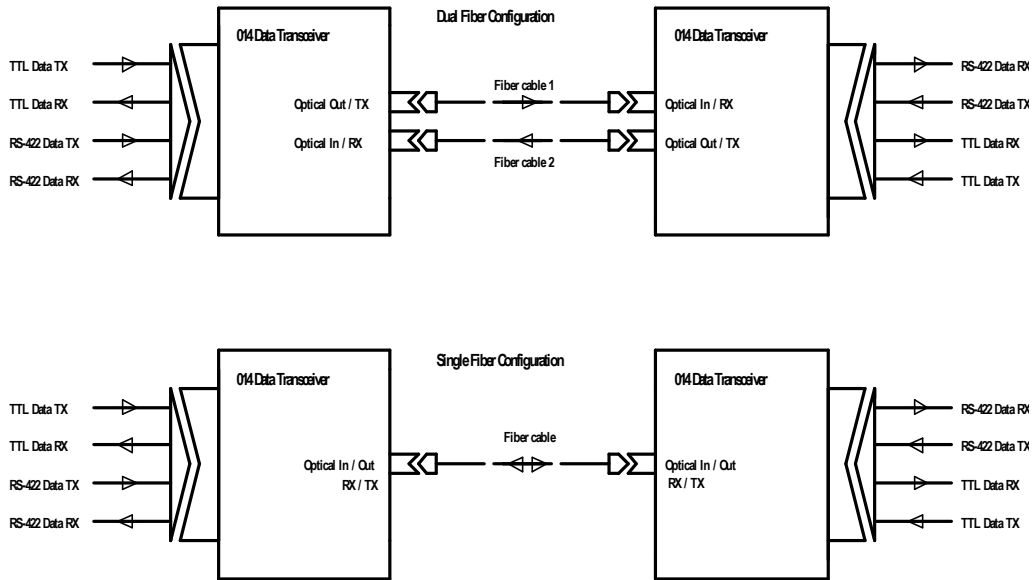 Dual Fiber Configuration
014 Data Transceiver
014 Data Transceiver
TTL Data TX
TTL Data RX
RS-422 Data TX
RS-422 Data RX
Optical Out / TX
Optical In / RX
Fiber cable 1
Fiber cable 2
Optical In / RX
Optical Out / TX
RS-422 Data RX
RS-422 Data TX
TTL Data RX
TTL Data TX
Single Fiber Configuration
014 Data Transceiver
014 Data Transceiver
TTL Data TX
TTL Data RX
RS-422 Data TX
RS-422 Data RX
Optical In / Out
RX / TX
Fiber cable
Optical In / Out
RX / TX
RS-422 Data RX
RS-422 Data TX
TTL Data RX
TTL Data TX